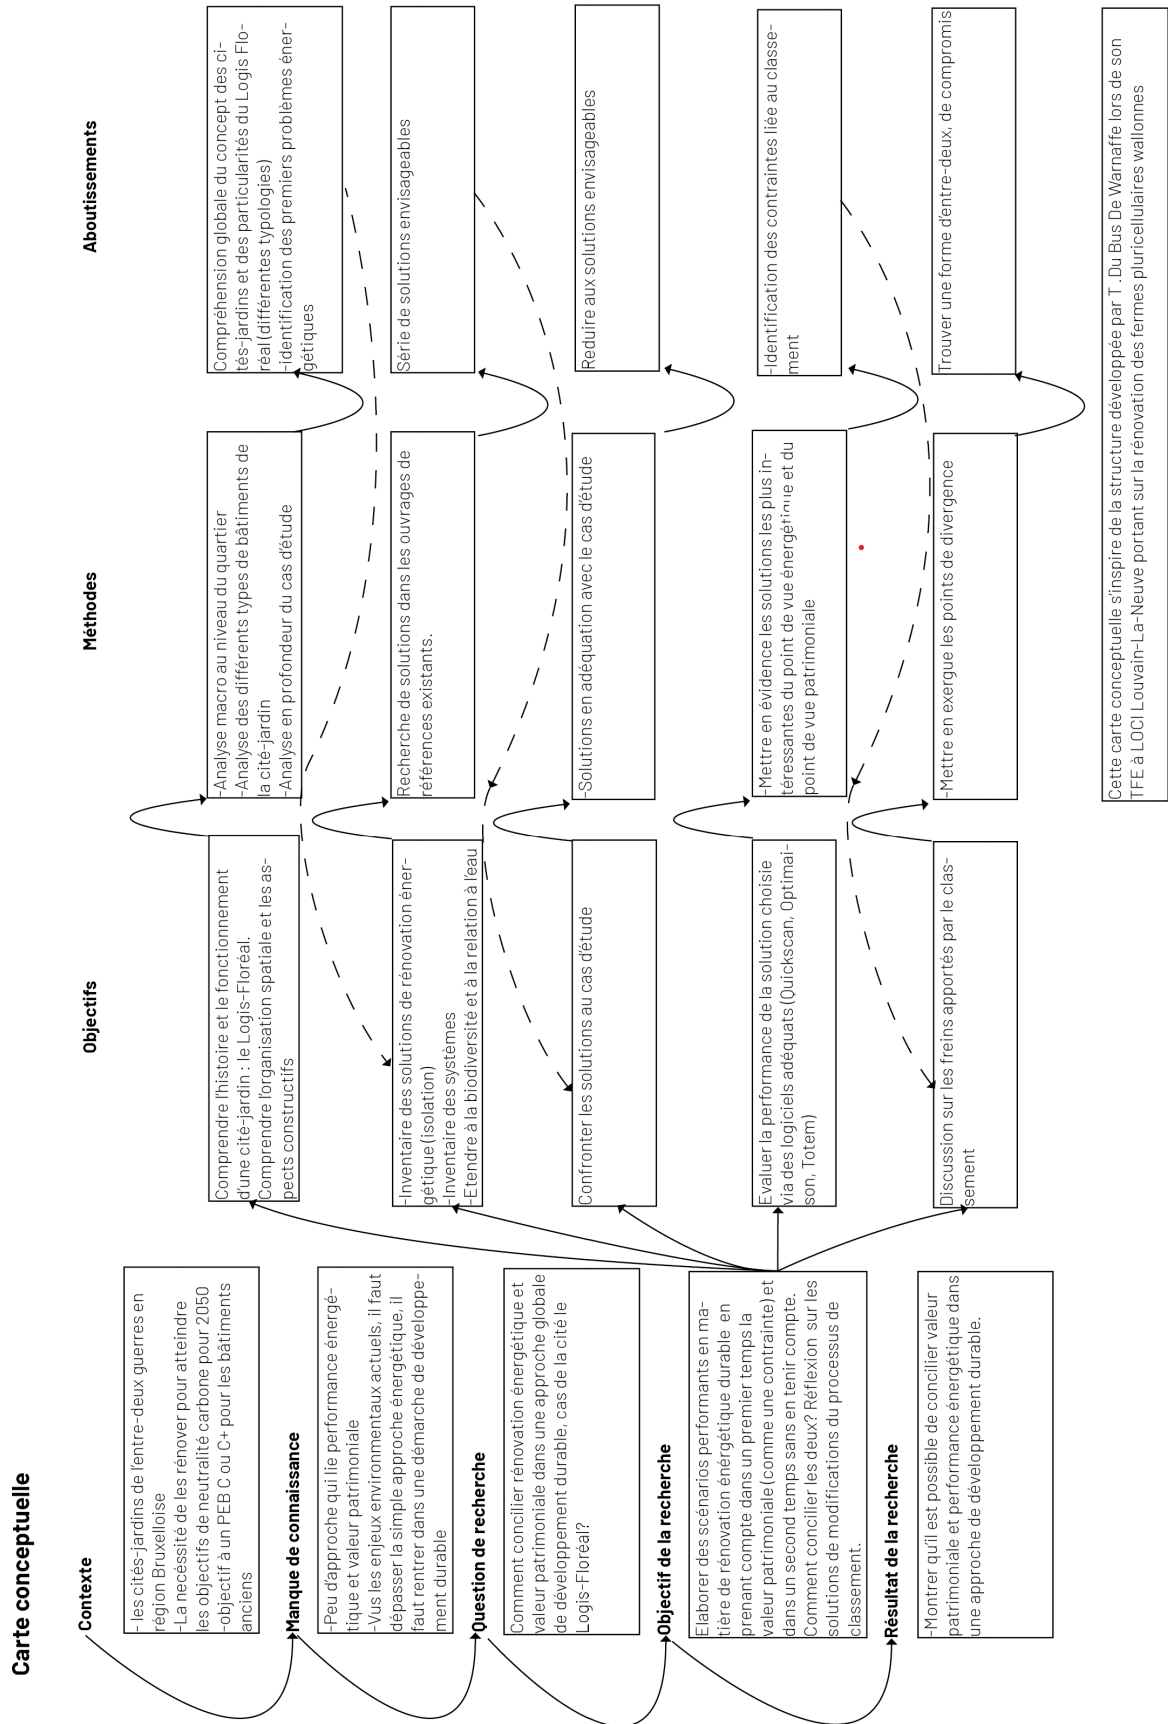 Carte conceptuelle
Contexte
- les cités-jardins de l'entre-deux guerres en
région Bruxelloise
-La nécessité de les rénover pour atteindre
les objectifs de neutralité carbone pour 2050
-objectif à un PEB C ou C+ pour les bâtiments
anciens
Manque de connaissance
-Peu d'approche qui lie performance énergé-
tique et valeur patrimoniale
-Vus les enjeux environmentaux actuels, il faut
dépasser la simple approche énergétique, il
faut rentrer dans une démarche de développe-
ment durable
Question de recherche
Comment concilier rénovation énergétique et
valeur patrimoniale dans une approche globale
de développement durable, cas de la cité le
Logis-Floréal?
Objectif de la recherche
Elaborer des scénarios performants en ma-
tière de rénovation énergétique durable en
prenant compte dans un premier temps la
valeur patrimoniale (comme une contrainte) et
dans un second temps sans en tenir compte.
Comment concilier les deux? Réflexion sur les
solutions de modifications du processus de
classement.
Résultat de la recherche
-Montrer qu'il est possible de concilier valeur
patrimoniale et performance énergétique dans
une approche de développement durable.
Objectifs
Méthodes
Aboutissements
Comprendre l'histoire et le fonctionnement
d'une cité-jardin : le Logis-Floréal.
Comprendre l'organisation spatiale et les as-
pects constructifs
-Analyse macro au niveau du quartier
-Analyse des différents types de bâtiments de
la cité-jardin
-Analyse en profondeur du cas d'étude
Compréhension globale du concept des ci-
tés-jardins et des particularités du Logis Flo-
réal (différentes typologies)
-identification des premiers problèmes éner-
gétiques
-Inventaire des solutions de rénovation éner-
gétique (isolation)
-Inventaire des systèmes
-Etendre à la biodiversité et à la relation à l'eau
Recherche de solutions dans les ouvrages de
références existants.
Série de solutions envisageables
Confronter les solutions au cas d'étude
-Solutions en adéquation avec le cas d'étude
Reduire aux solutions envisageables
Evaluer la performance de la solution choisie
via des logiciels adéquats (Quickscan, Optimai-
son, Totem)
-Mettre en évidence les solutions les plus in-
téressantes du point de vue énergétique et du
point de vue patrimoniale
-Identification des contraintes liée au classe-
ment
Discussion sur les freins apportés par le clas-
sement
-Mettre en exergue les points de divergence
Trouver une forme d'entre-deux, de compromis
Cette carte conceptuelle s'inspire de la structure développée par T. Du Bus De Warnaffe lors de son
TFE à LOCI Louvain-La-Neuve portant sur la rénovation des fermes pluricellulaires wallonnes